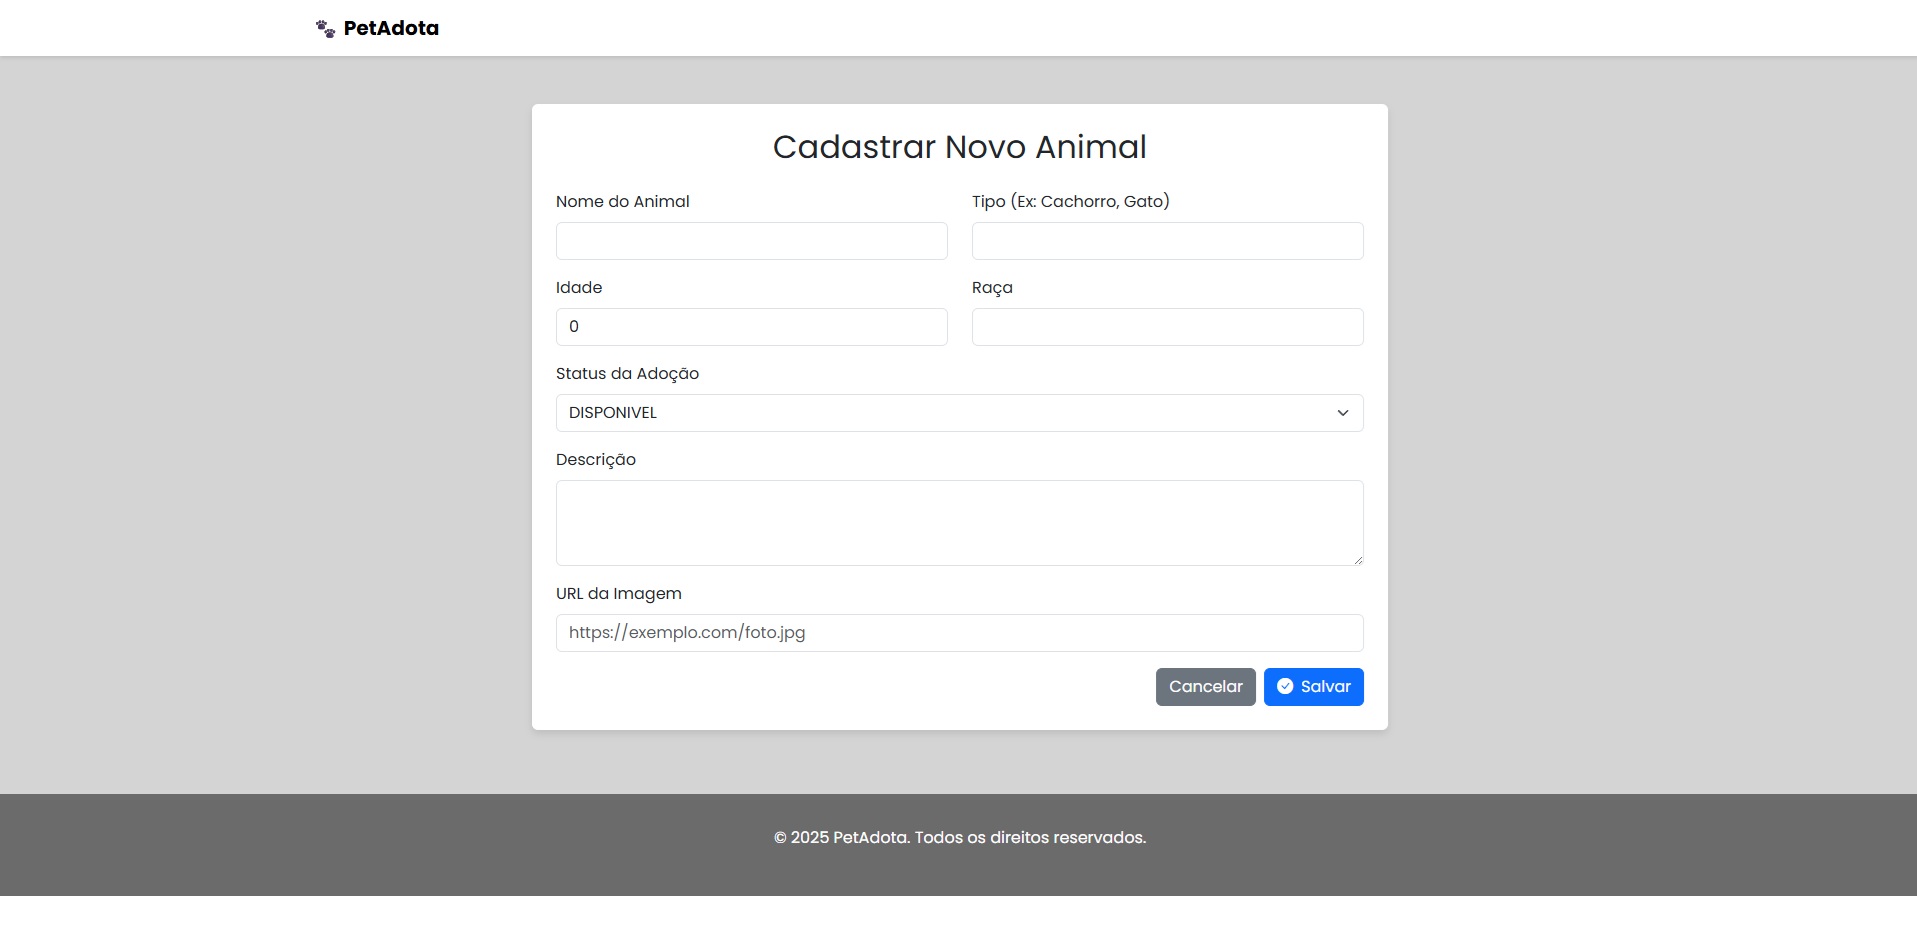 PetAdota
Cadastrar Novo Animal
Nome do Animal
Tipo (Ex: Cachorro, Gato)
Idade
Raça
0
Status da Adoção
DISPONIVEL
Descrição
URL da Imagem
https://exemplo.com/foto.jpg
Cancelar
Salvar
© 2025 PetAdota. Todos os direitos reservados.